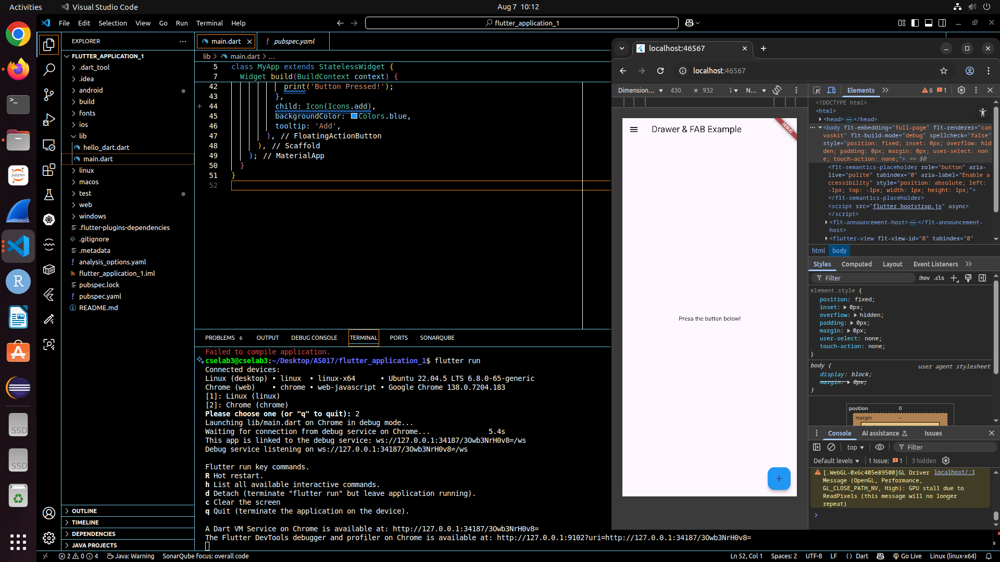 Activities
Visual Studio Code
Aug 7 10:12
File Edit Selection View Go Run Terminal Help
flutter_application_1
EXPLORER
FLUTTER_APPLICATION_1
.dart_tool
.idea
android
build
fonts
ios
lib
hello_dart.dart
main.dart
linux
macos
test
web
windows
.flutter-plugins-dependencies
.gitignore
.metadata
analysis_options.yaml
flutter_application_1.iml
pubspec.lock
pubspec.yaml
README.md
OUTLINE
TIMELINE
DEPENDENCIES
JAVA PROJECTS
main.dart
pubspec.yaml
lib > main.dart > ...
5 class MyApp extends StatelessWidget {
7 Widget build(BuildContext context) {
42 print('Button Pressed!');
43 },
44 child: Icon(Icons.add),
45 backgroundColor: Colors.blue,
46 tooltip: 'Add',
47 ), // FloatingActionButton
48 ), // Scaffold
49 ); // MaterialApp
50 }
51 }
52
PROBLEMS 6 OUTPUT DEBUG CONSOLE TERMINAL PORTS SONARQUBE
Failed to compile application.
cselab3@cselab3:~/Desktop/AS017/flutter_application_1$ flutter run
Connected devices:
Linux (desktop) • linux • linux-x64 • Ubuntu 22.04.5 LTS 6.8.0-65-generic
Chrome (web) • chrome • web-javascript • Google Chrome 138.0.7204.183
[1]: Linux (linux)
[2]: Chrome (chrome)
Please choose one (or "q" to quit): 2
Launching lib/main.dart on Chrome in debug mode...
Waiting for connection from debug service on Chrome... 5.4s
This app is linked to the debug service: ws://127.0.0.1:34187/3Owb3NrH0v8=/ws
Debug service listening on ws://127.0.0.1:34187/3Owb3NrH0v8=/ws
Flutter run key commands.
R Hot restart.
h List all available interactive commands.
d Detach (terminate "flutter run" but leave application running).
c Clear the screen
q Quit (terminate the application on the device).
A Dart VM Service on Chrome is available at: http://127.0.0.1:34187/3Owb3NrH0v8=
The Flutter DevTools debugger and profiler on Chrome is available at: http://127.0.0.1:9102?uri=http://127.0.0.1:34187/3Owb3NrH0v8=
localhost:46567
localhost:46567
Dimension... 430 × 932 7 N...
Drawer & FAB Example
DEBUG
Press the button below!
Elements 6 1
<!DOCTYPE html>
<html>
<head> </head>
<body flt-embedding="full-page" flt-renderer="can
vaskit" flt-build-mode="debug" spellcheck="false"
style="position: fixed; inset: 0px; overflow: hid
den; padding: 0px; margin: 0px; user-select: non
e; touch-action: none;"> == $0
<flt-semantics-placeholder role="button" aria-
live="polite" tabindex="0" aria-label="Enable a
ccessibility" style="position: absolute; left:
-1px; top: -1px; width: 1px; height: 1px;">
</flt-semantics-placeholder>
<script src="flutter_bootstrap.js" async>
</script>
<flt-announcement-host> </flt-announcement-
host>
<flutter-view flt-view-id="0" tabindex="0"
html body
Styles Computed Layout Event Listeners
Filter :hov .cls
element.style {
position: fixed;
inset: 0px;
overflow: hidden;
padding: 0px;
margin: 0px;
user-select: none;
touch-action: none;
}
body { user agent stylesheet
display: block;
margin: 8px;
}
position 0
margin –
Console AI assistance Issues
top Filter
Default levels 1 Issue: 1 3 hidden
[.WebGL-0x6c405e89500]GL Driver localhost/:1
Message (OpenGL, Performance,
GL_CLOSE_PATH_NV, High): GPU stall due to
ReadPixels (this message will no longer
repeat)
jupyter
R
SSD
SSD
2 0 4 Java: Warning SonarQube focus: overall code
Ln 52, Col 1 Spaces: 2 UTF-8 LF {} Dart Go Live Linux (linux-x64)